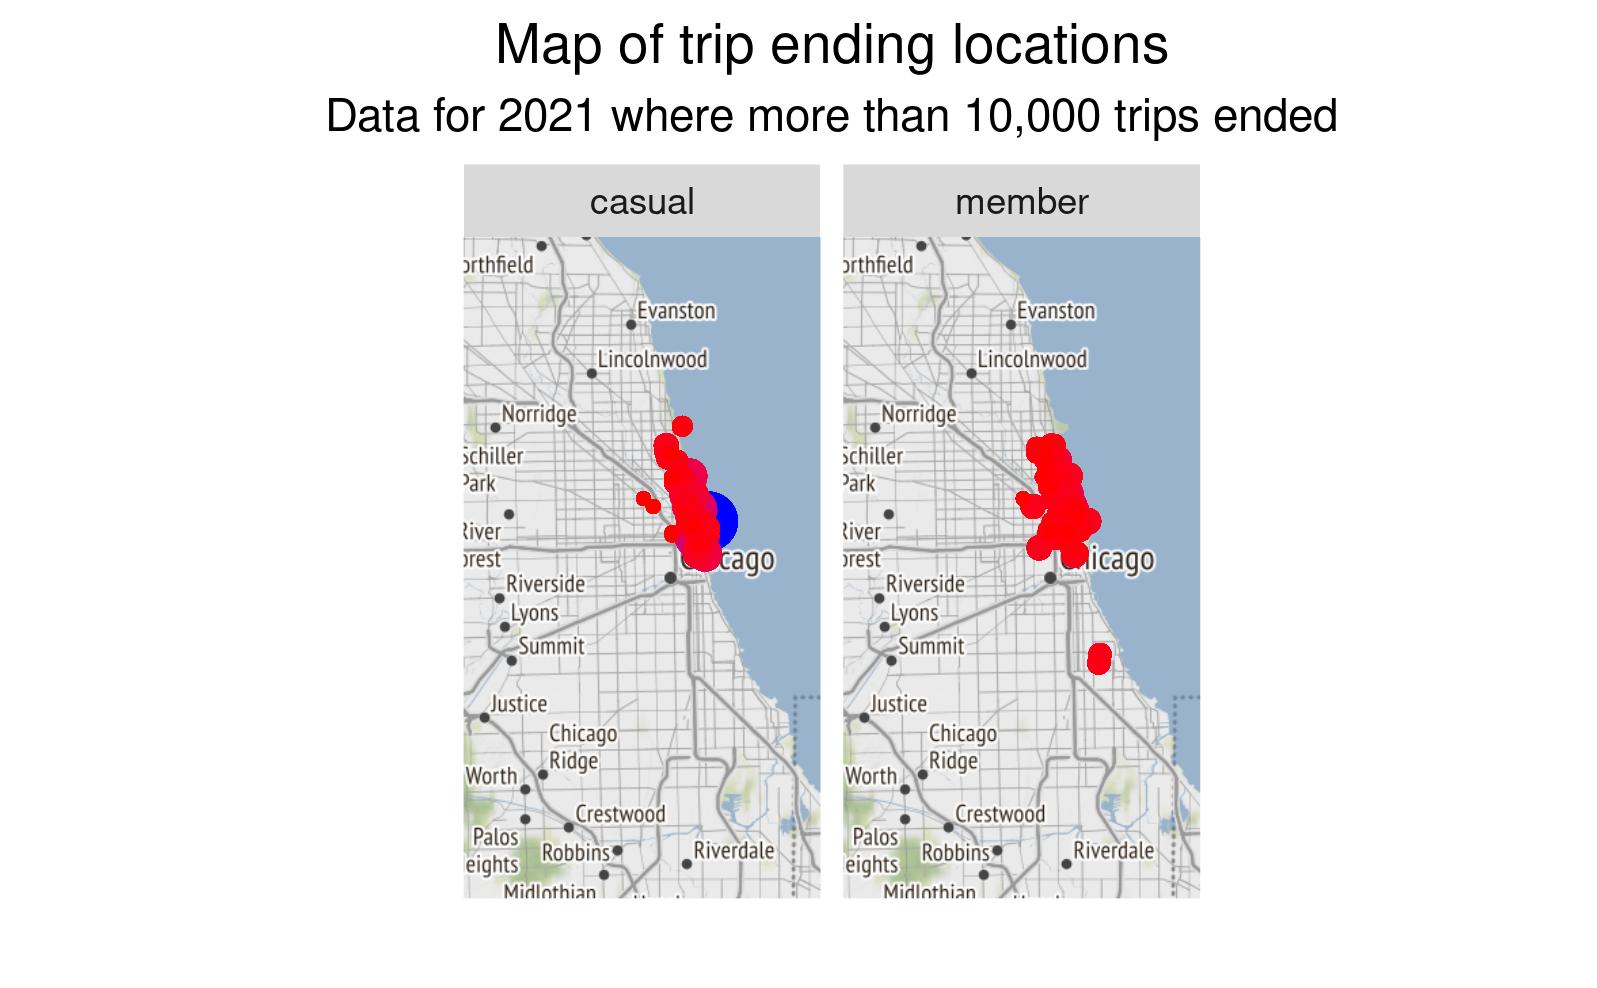 Map of trip ending locations
Data for 2021 where more than 10,000 trips ended
casual
orthfield
Evanston
Lincolnwood
Norridge
Schiller
Park
River
orest
cago
Riverside
Lyons
Summit
Justice
Chicago
Ridge
Worth
Crestwood
Palos
eights
Robbins
Riverdale
Midlothian
member
orthfield
Evanston
Lincolnwood
Norridge
Schiller
Park
River
orest
hicago
Riverside
Lyons
Summit
Justice
Chicago
Ridge
Worth
Crestwood
Palos
eights
Robbins
Riverdale
Midlothian